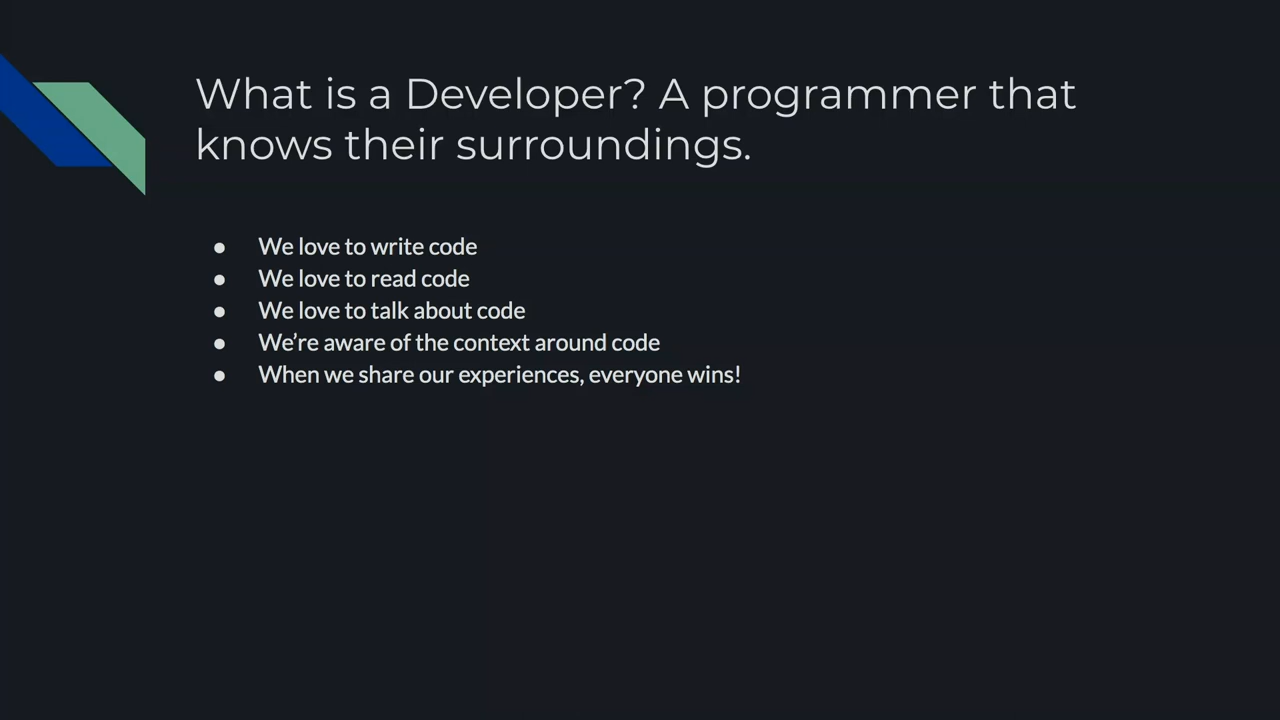 What is a Developer? A programmer that
knows their surroundings.
● We love to write code
● We love to read code
● We love to talk about code
● We’re aware of the context around code
● When we share our experiences, everyone wins!